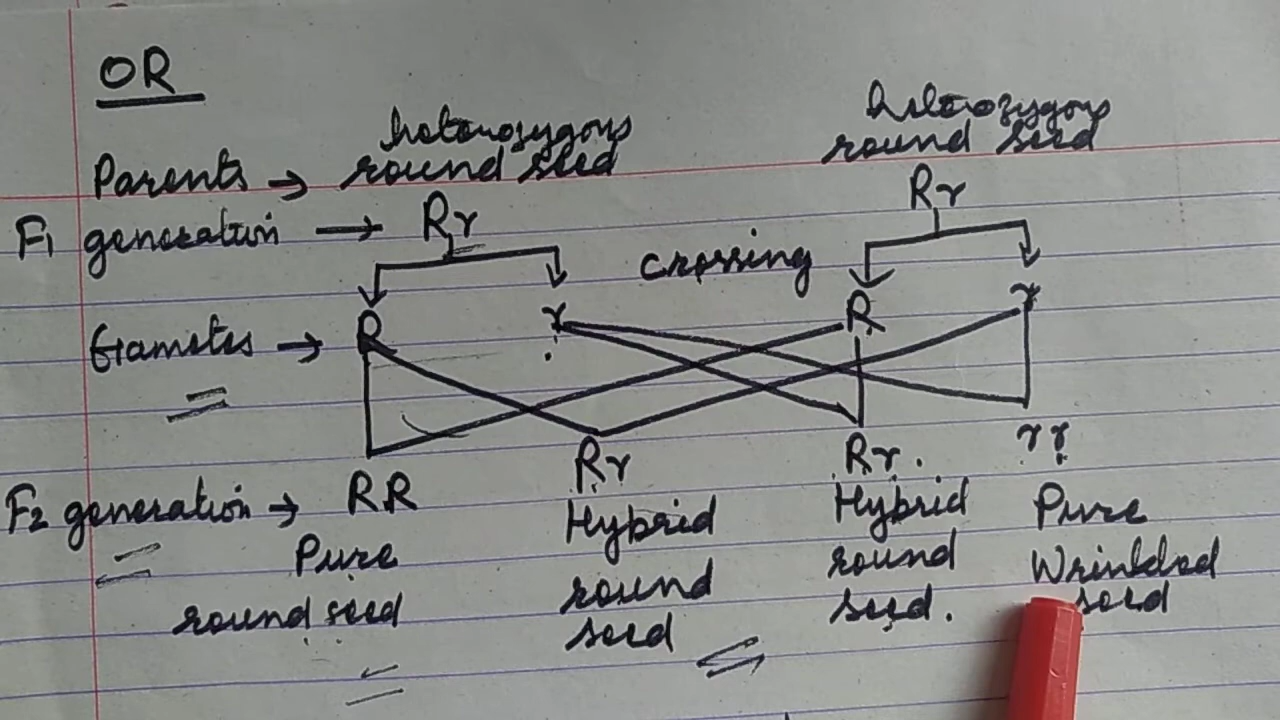 OR
heterozygous heterozygous
Parents → round seed round seed
F1 generation → Rr Rr
crossing
Gametes → R r R r
F2 generation → RR Rr Rr. rr
Pure Hybrid Hybrid Pure
round seed round round Wrinkled
seed seed. seed